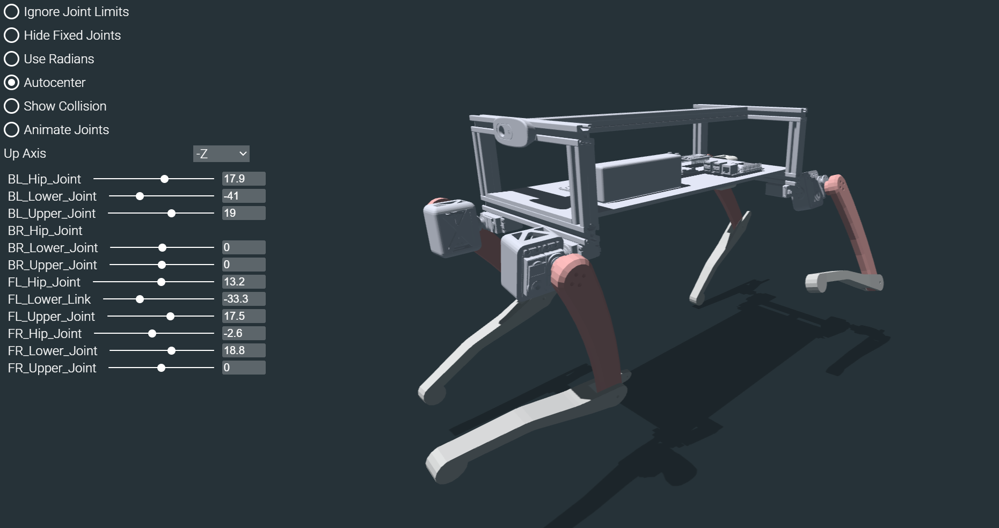 Ignore Joint Limits
Hide Fixed Joints
Use Radians
Autocenter
Show Collision
Animate Joints
Up Axis -Z
BL_Hip_Joint 17.9
BL_Lower_Joint -41
BL_Upper_Joint 19
BR_Hip_Joint
BR_Lower_Joint 0
BR_Upper_Joint 0
FL_Hip_Joint 13.2
FL_Lower_Link -33.3
FL_Upper_Joint 17.5
FR_Hip_Joint -2.6
FR_Lower_Joint 18.8
FR_Upper_Joint 0